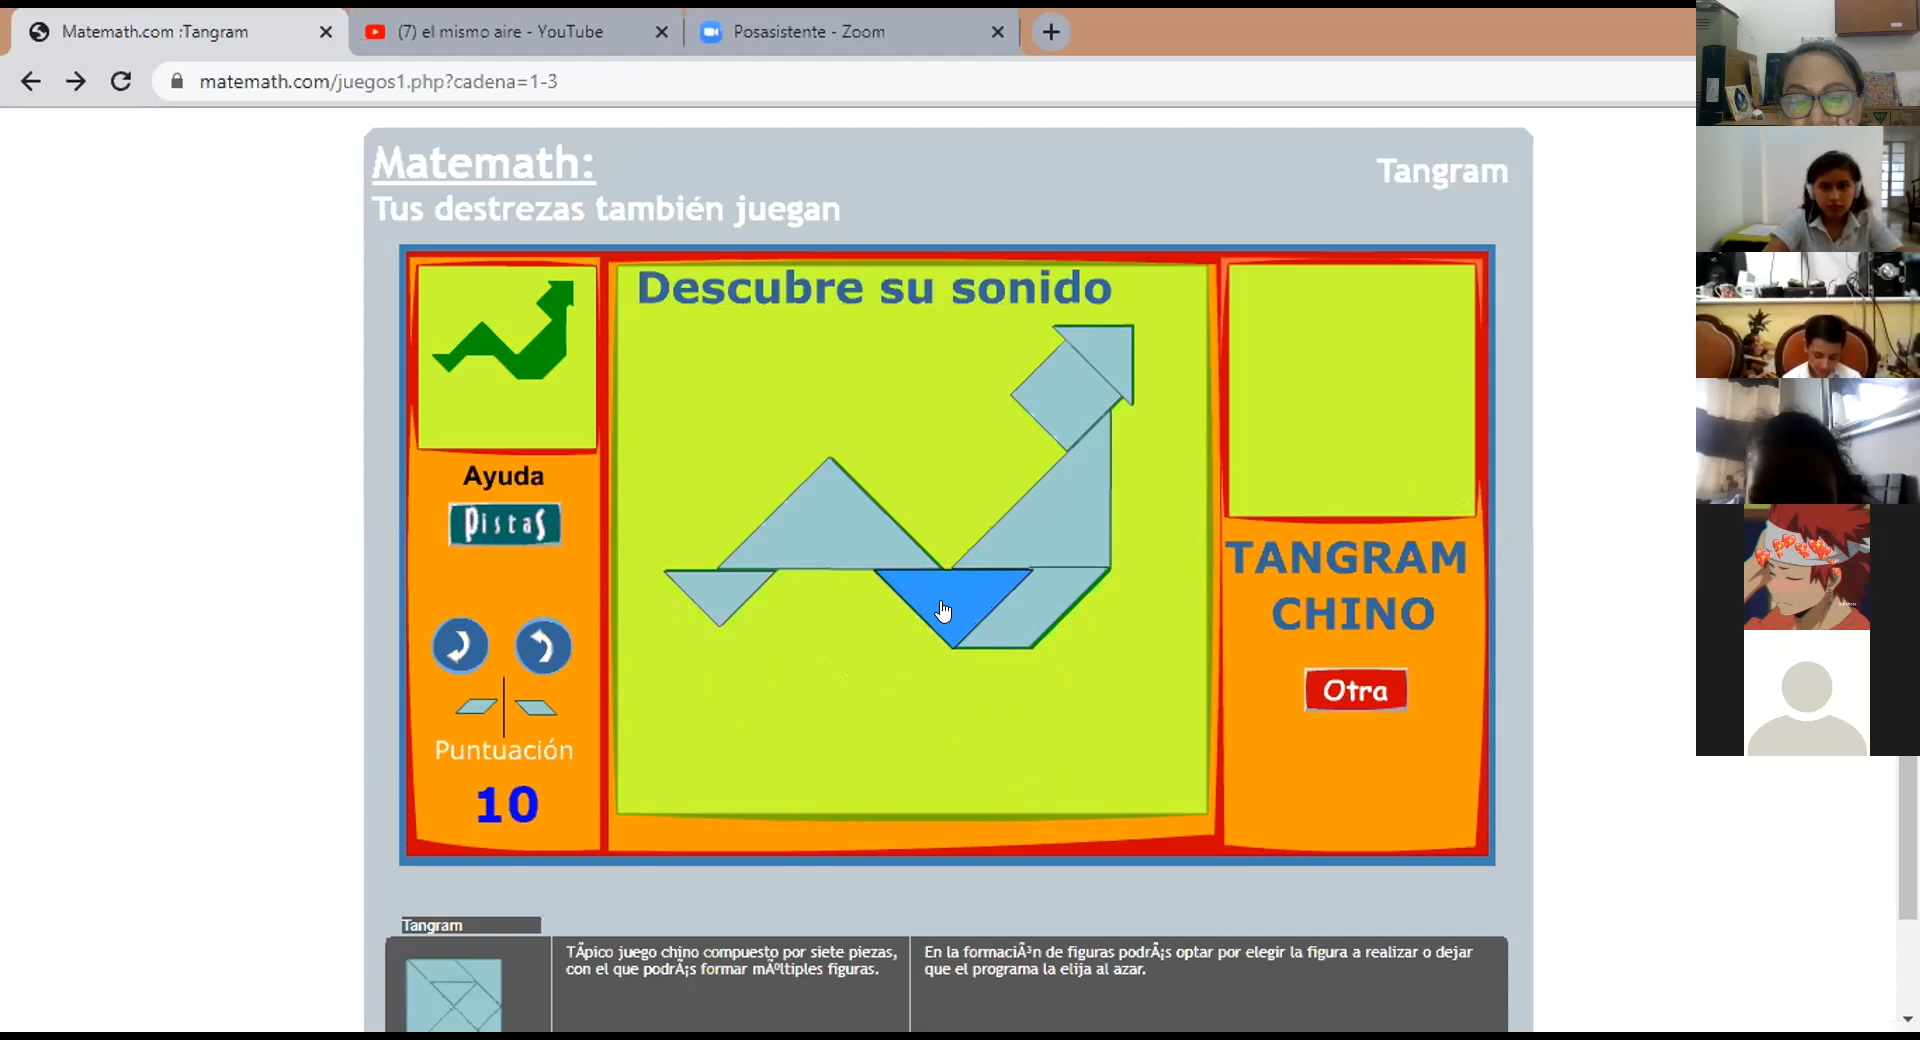 Matemath.com :Tangram
(7) el mismo aire - YouTube
Posasistente - Zoom
matemath.com/juegos1.php?cadena=1-3
Matemath:
Tangram
Tus destrezas también juegan
Descubre su sonido
Ayuda
Pistas
TANGRAM
CHINO
Otra
Puntuación
10
Tangram
TÃpico juego chino compuesto por siete piezas,
con el que podrÃ¡s formar mÃºltiples figuras.
En la formaciÃ³n de figuras podrÃ¡s optar por elegir la figura a realizar o dejar
que el programa la elija al azar.